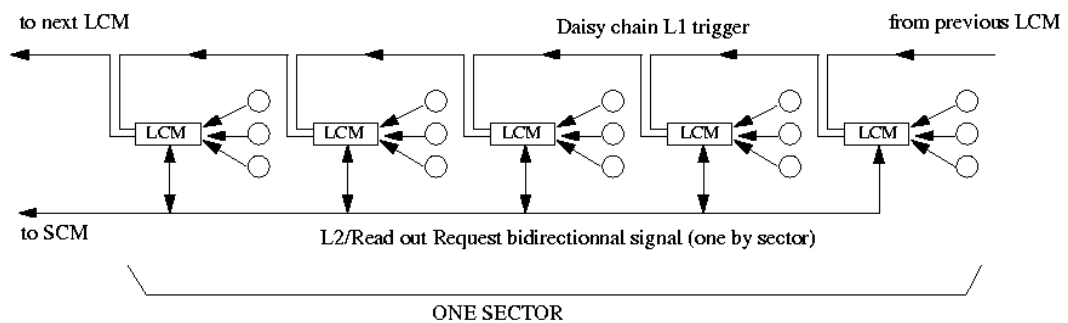 to next LCM
Daisy chain L1 trigger
from previous LCM
LCM
LCM
LCM
LCM
LCM
to SCM
L2/Read out Request bidirectionnal signal (one by sector)
ONE SECTOR